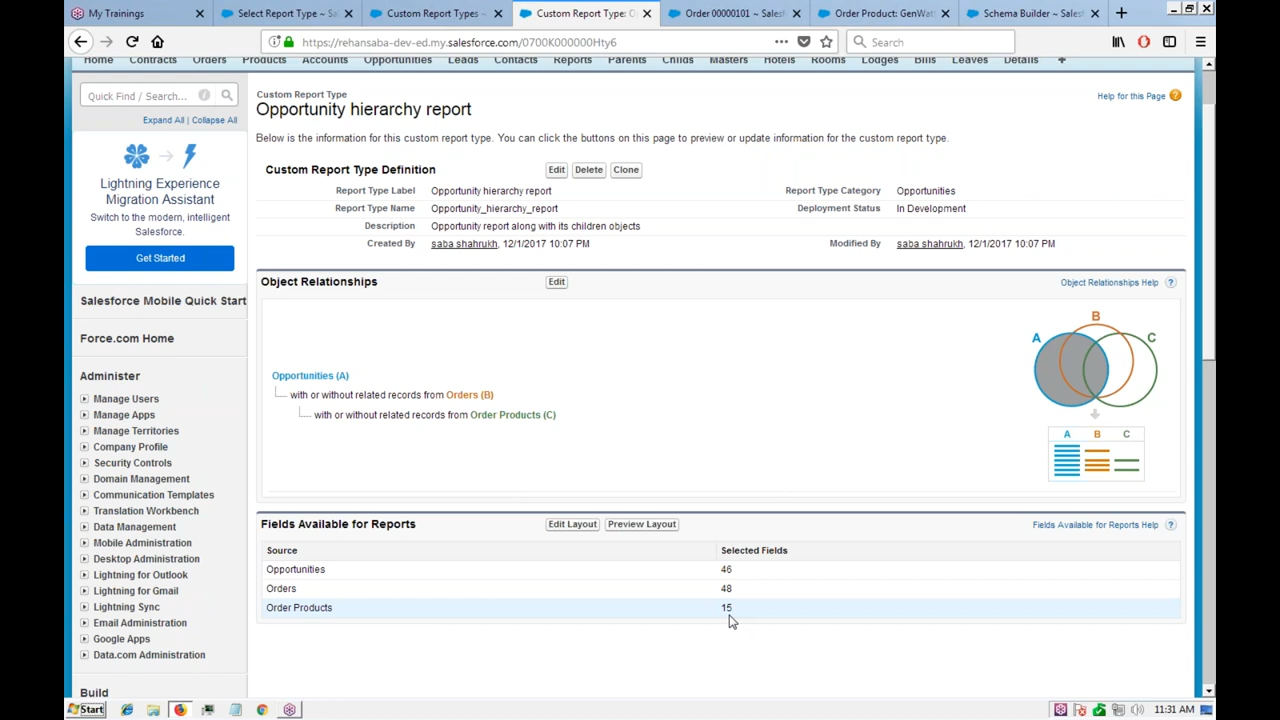 My Trainings
Select Report Type ~ Sal
Custom Report Types ~
Custom Report Type: O
Order 00000101 ~ Sales
Order Product: GenWatt
Schema Builder ~ Salesf
https://rehansaba-dev-ed.my.salesforce.com/0700K000000Hty6
Search
Home Contracts Orders Products Accounts Opportunities Leads Contacts Reports Parents Childs Masters Hotels Rooms Lodges Bills Leaves Details +
Quick Find / Search...
Expand All | Collapse All
Lightning Experience
Migration Assistant
Switch to the modern, intelligent
Salesforce.
Get Started
Salesforce Mobile Quick Start
Force.com Home
Administer
Manage Users
Manage Apps
Manage Territories
Company Profile
Security Controls
Domain Management
Communication Templates
Translation Workbench
Data Management
Mobile Administration
Desktop Administration
Lightning for Outlook
Lightning for Gmail
Lightning Sync
Email Administration
Google Apps
Data.com Administration
Build
Custom Report Type
Opportunity hierarchy report
Help for this Page
Below is the information for this custom report type. You can click the buttons on this page to preview or update information for the custom report type.
Custom Report Type Definition Edit Delete Clone
Report Type Label Opportunity hierarchy report Report Type Category Opportunities
Report Type Name Opportunity_hierarchy_report Deployment Status In Development
Description Opportunity report along with its children objects
Created By saba shahrukh, 12/1/2017 10:07 PM Modified By saba shahrukh, 12/1/2017 10:07 PM
Object Relationships Edit Object Relationships Help ?
Opportunities (A)
with or without related records from Orders (B)
with or without related records from Order Products (C)
B
A C
A B C
Fields Available for Reports Edit Layout Preview Layout Fields Available for Reports Help ?
Source Selected Fields
Opportunities 46
Orders 48
Order Products 15
Start
11:31 AM